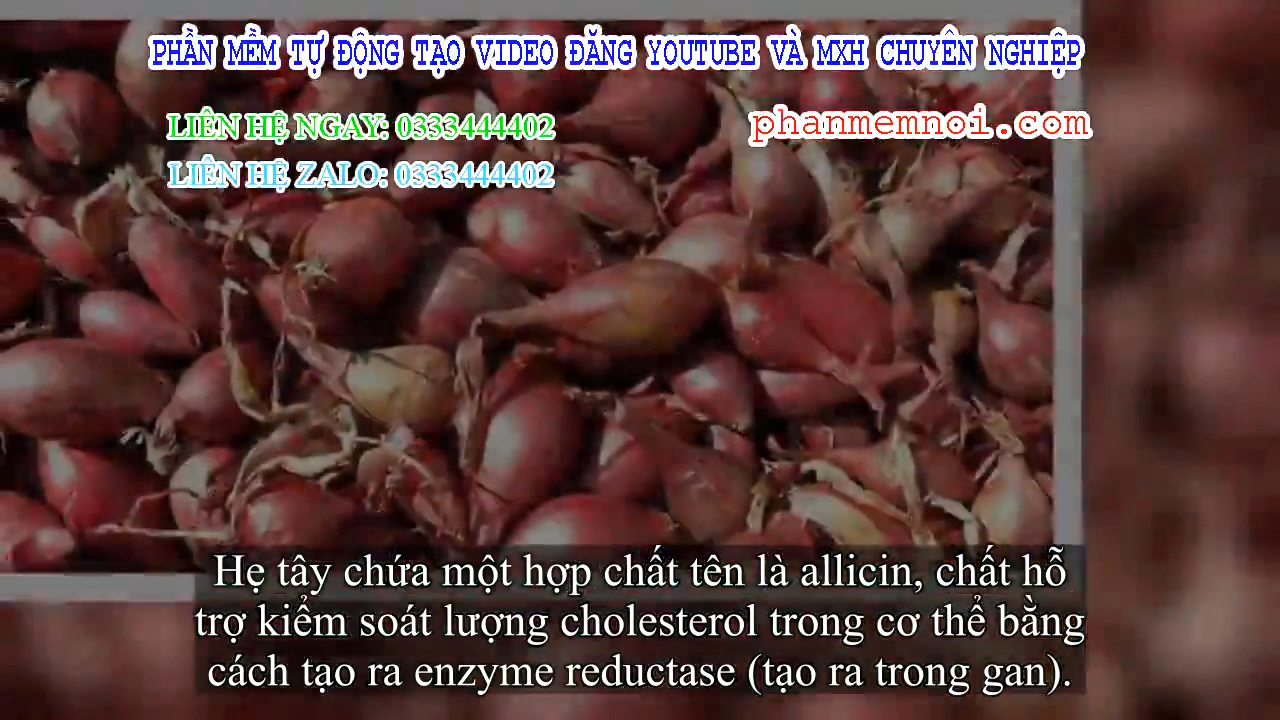 PHẦN MỀM TỰ ĐỘNG TẠO VIDEO ĐĂNG YOUTUBE VÀ MXH CHUYÊN NGHIỆP
LIÊN HỆ NGAY: 0333444402
phanmemnoi.com
LIÊN HỆ ZALO: 0333444402
Hẹ tây chứa một hợp chất tên là allicin, chất hỗ
trợ kiểm soát lượng cholesterol trong cơ thể bằng
cách tạo ra enzyme reductase (tạo ra trong gan).